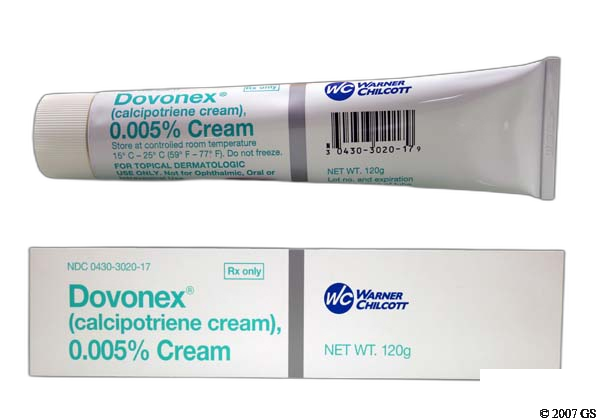 Dovonex®
Rx only
(calcipotriene cream),
0.005% Cream
Store at controlled room temperature
15° C – 25° C (59° F – 77° F). Do not freeze.
FOR TOPICAL DERMATOLOGIC
USE ONLY. Not for Ophthalmic, Oral or
WC WARNER
CHILCOTT
N 3 0430-3020-17 9
NET WT. 120g
Lot no. and expiration
NDC 0430-3020-17
Rx only
Dovonex®
(calcipotriene cream),
0.005% Cream
WC WARNER
CHILCOTT
NET WT. 120g
© 2007 GS